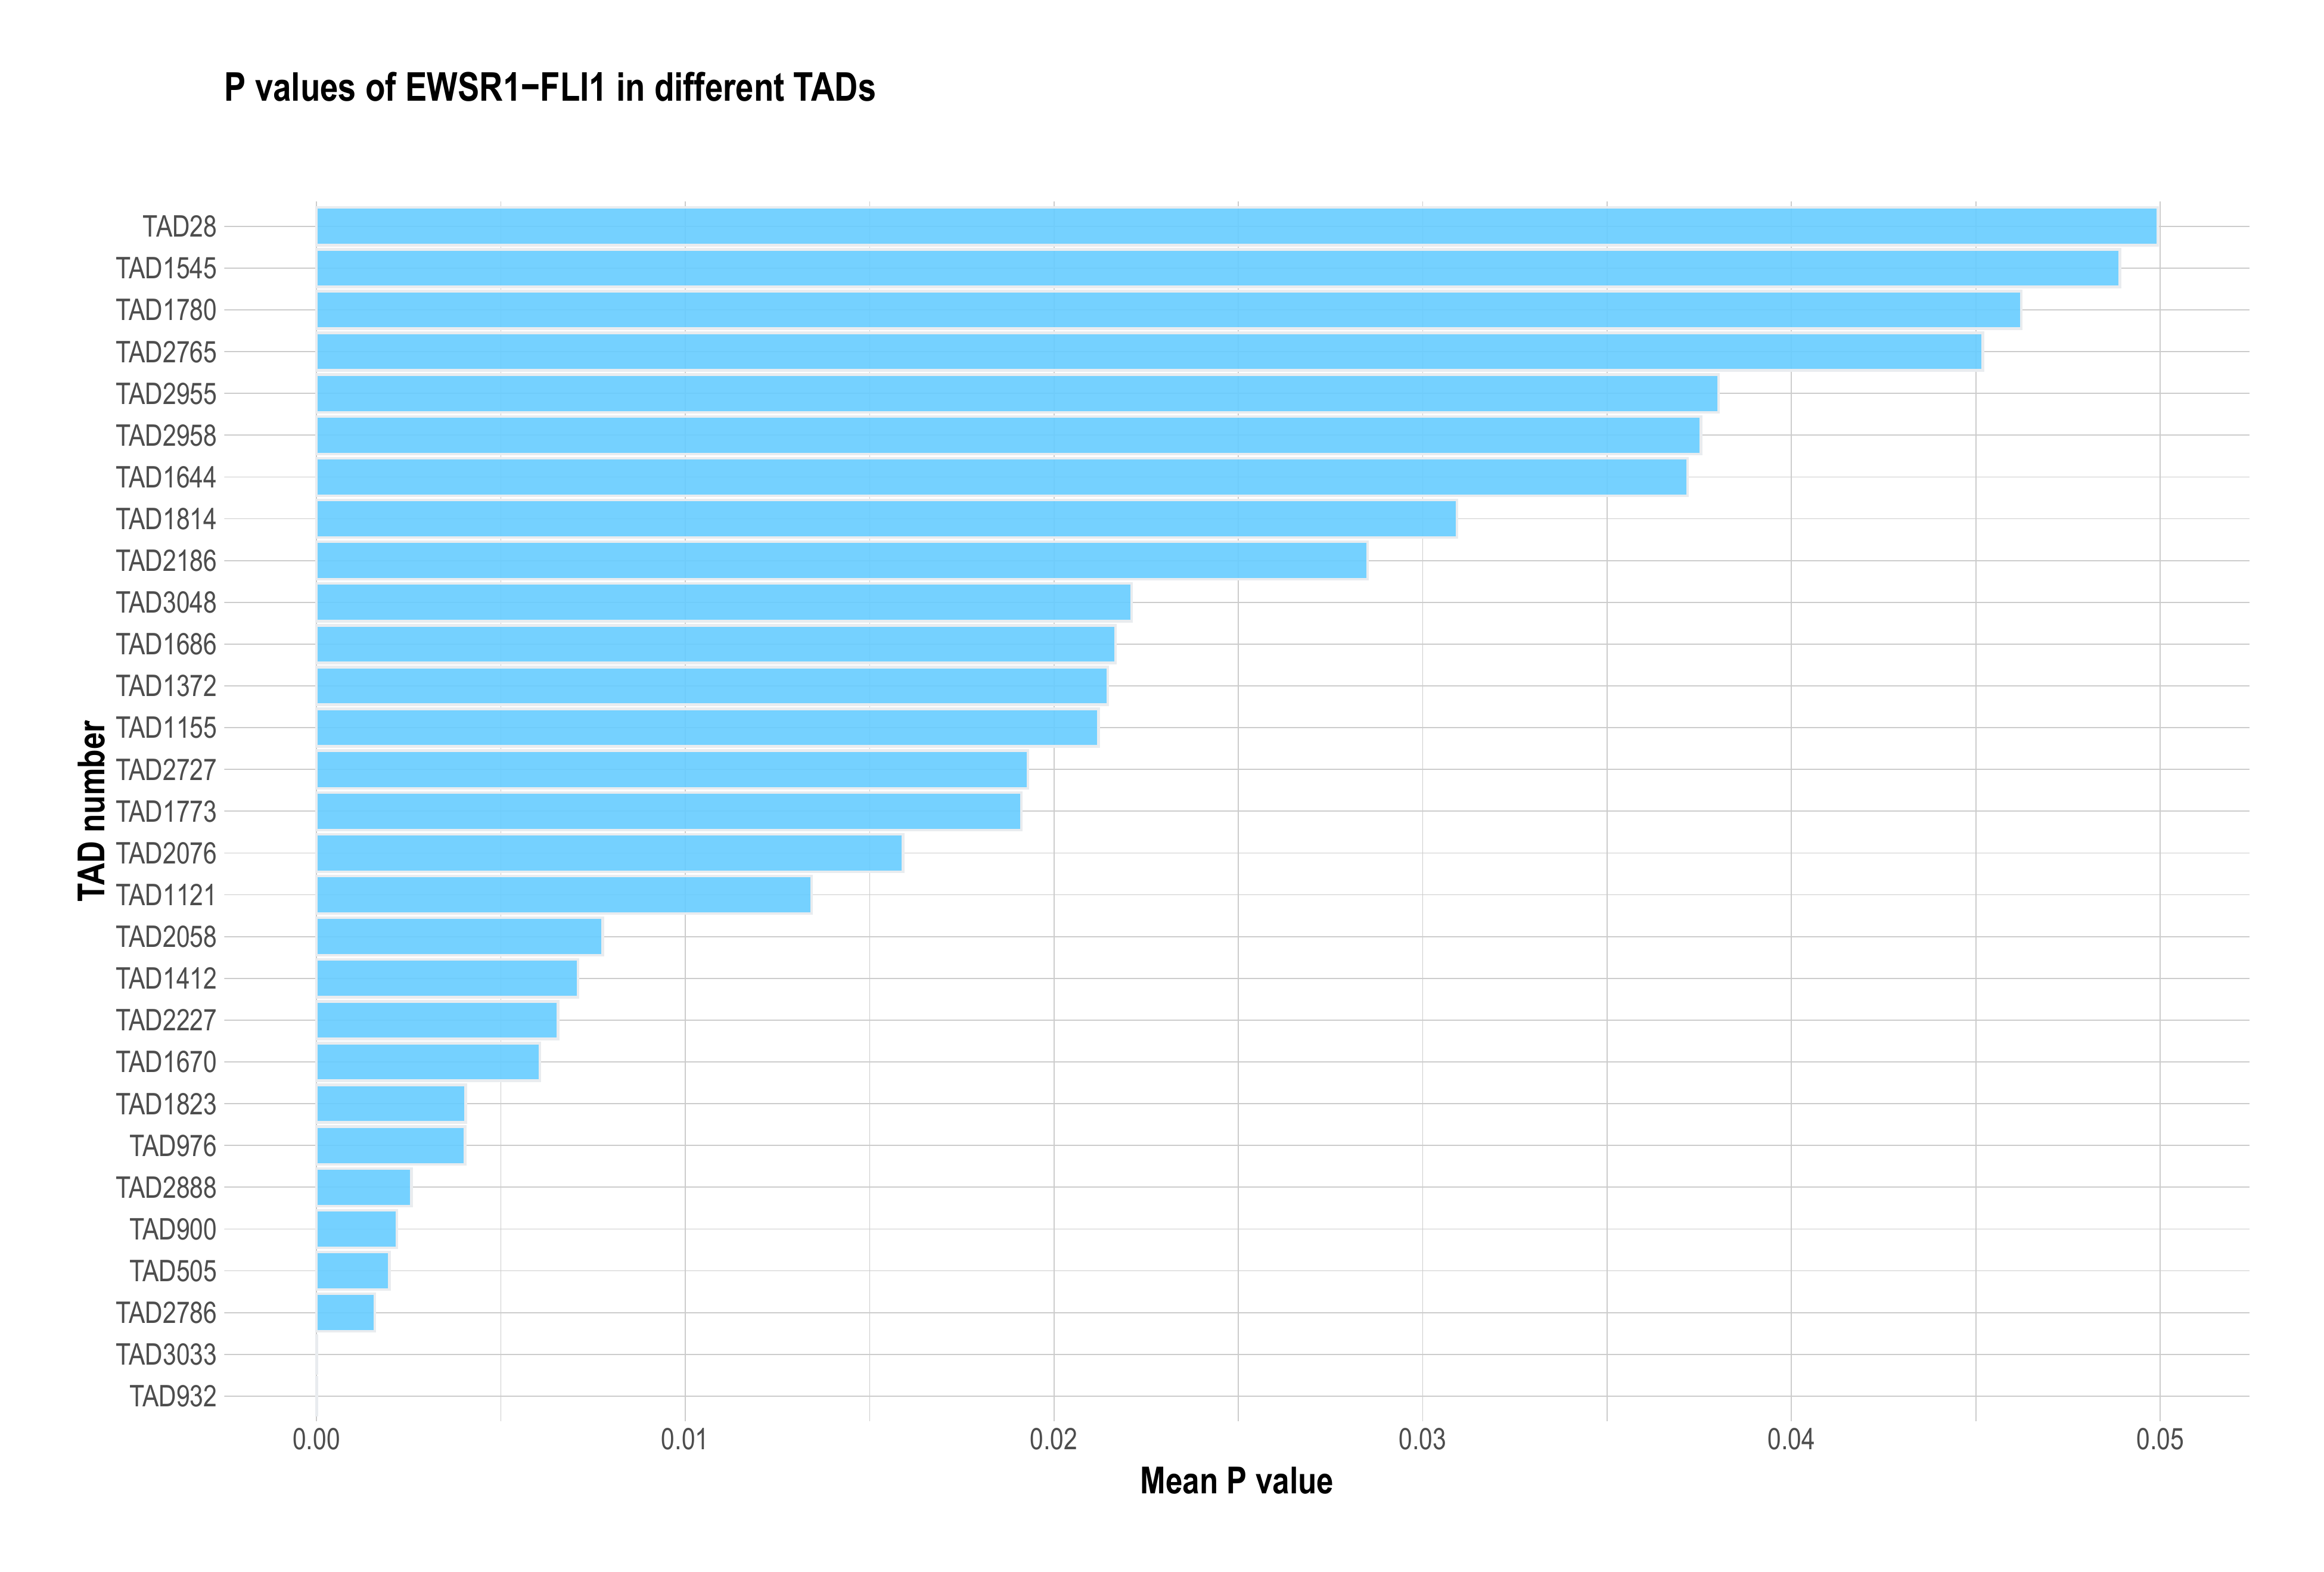 P values of EWSR1−FLI1 in different TADs
TAD number
TAD28
TAD1545
TAD1780
TAD2765
TAD2955
TAD2958
TAD1644
TAD1814
TAD2186
TAD3048
TAD1686
TAD1372
TAD1155
TAD2727
TAD1773
TAD2076
TAD1121
TAD2058
TAD1412
TAD2227
TAD1670
TAD1823
TAD976
TAD2888
TAD900
TAD505
TAD2786
TAD3033
TAD932
0.00 0.01 0.02 0.03 0.04 0.05
Mean P value